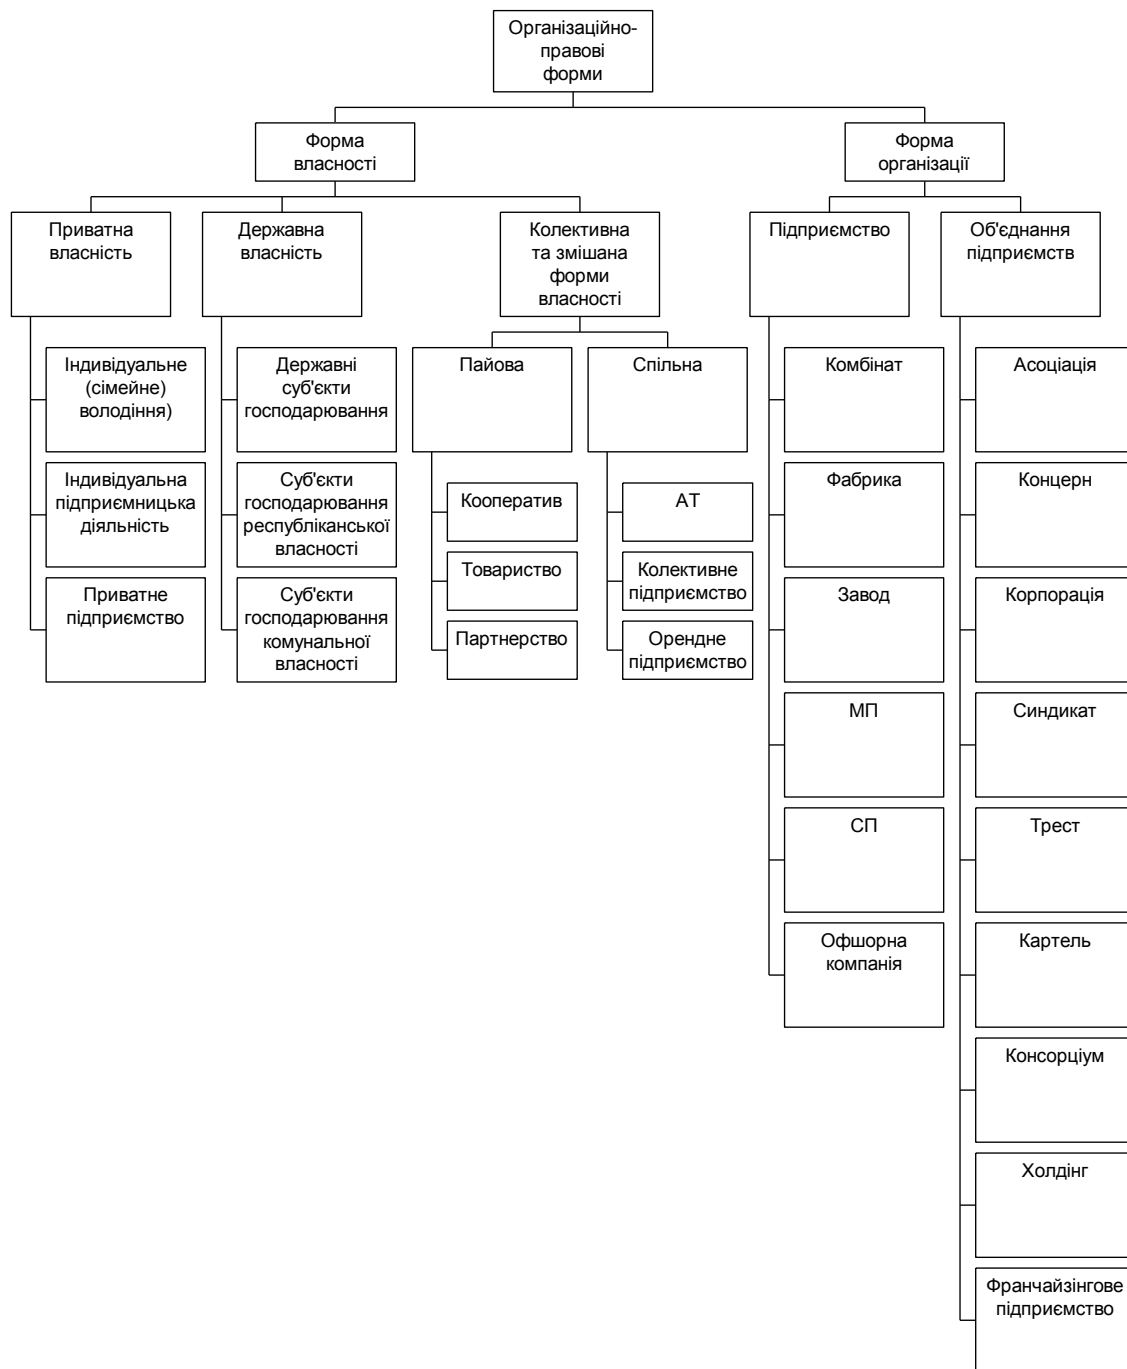 Організаційно-
правові
форми
Форма
власності
Форма
організації
Приватна
власність
Державна
власність
Колективна
та змішана
форми
власності
Підприємство
Об'єднання
підприємств
Індивідуальне
(сімейне)
володіння)
Індивідуальна
підприємницька
діяльність
Приватне
підприємство
Державні
суб'єкти
господарювання
Суб'єкти
господарювання
республіканської
власності
Суб'єкти
господарювання
комунальної
власності
Пайова
Кооператив
Товариство
Партнерство
Спільна
АТ
Колективне
підприємство
Орендне
підприємство
Комбінат
Фабрика
Завод
МП
СП
Офшорна
компанія
Асоціація
Концерн
Корпорація
Синдикат
Трест
Картель
Консорціум
Холдінг
Франчайзінгове
підприємство